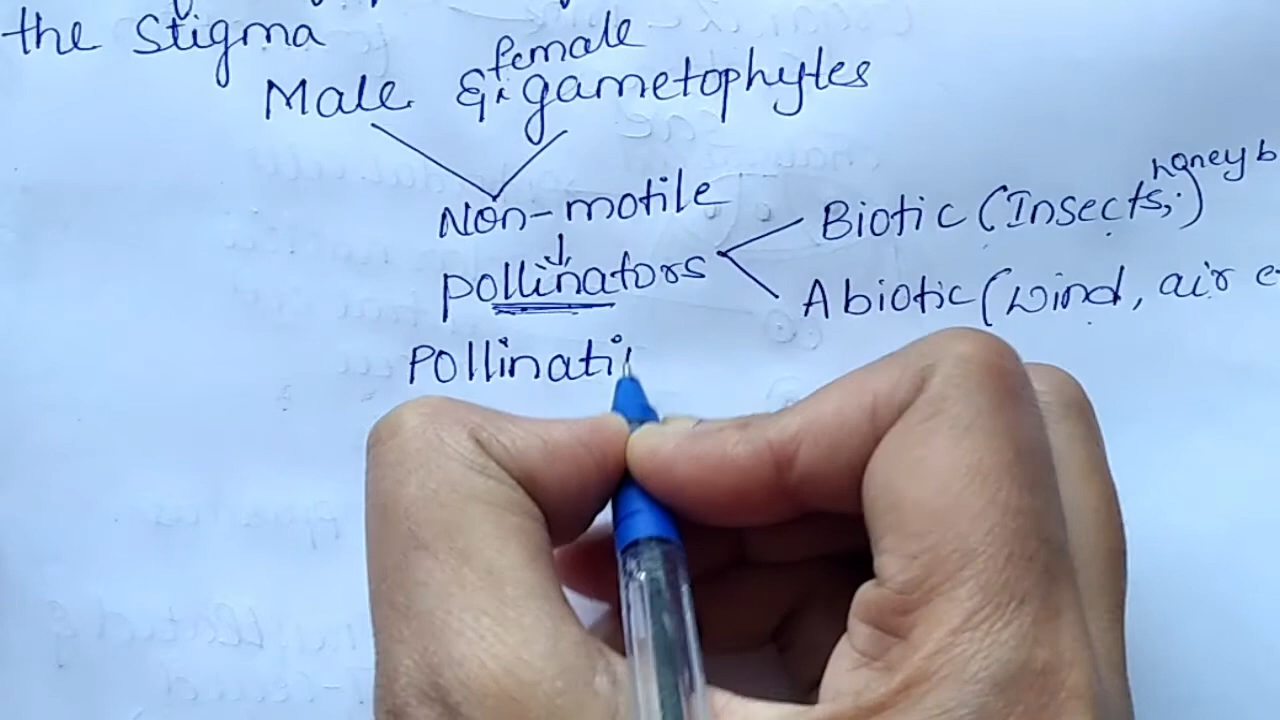 the Stigma
female
Male & gametophytes
honey b
Non-motile
Biotic (Insects, )
pollinators
Abiotic (wind, air e
Pollinati